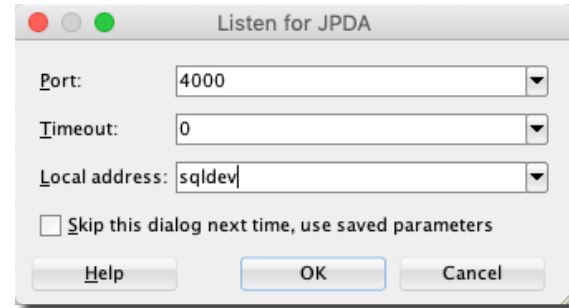 Listen for JPDA
Port: 4000
Timeout: 0
Local address: sqldev
Skip this dialog next time, use saved parameters
Help OK Cancel